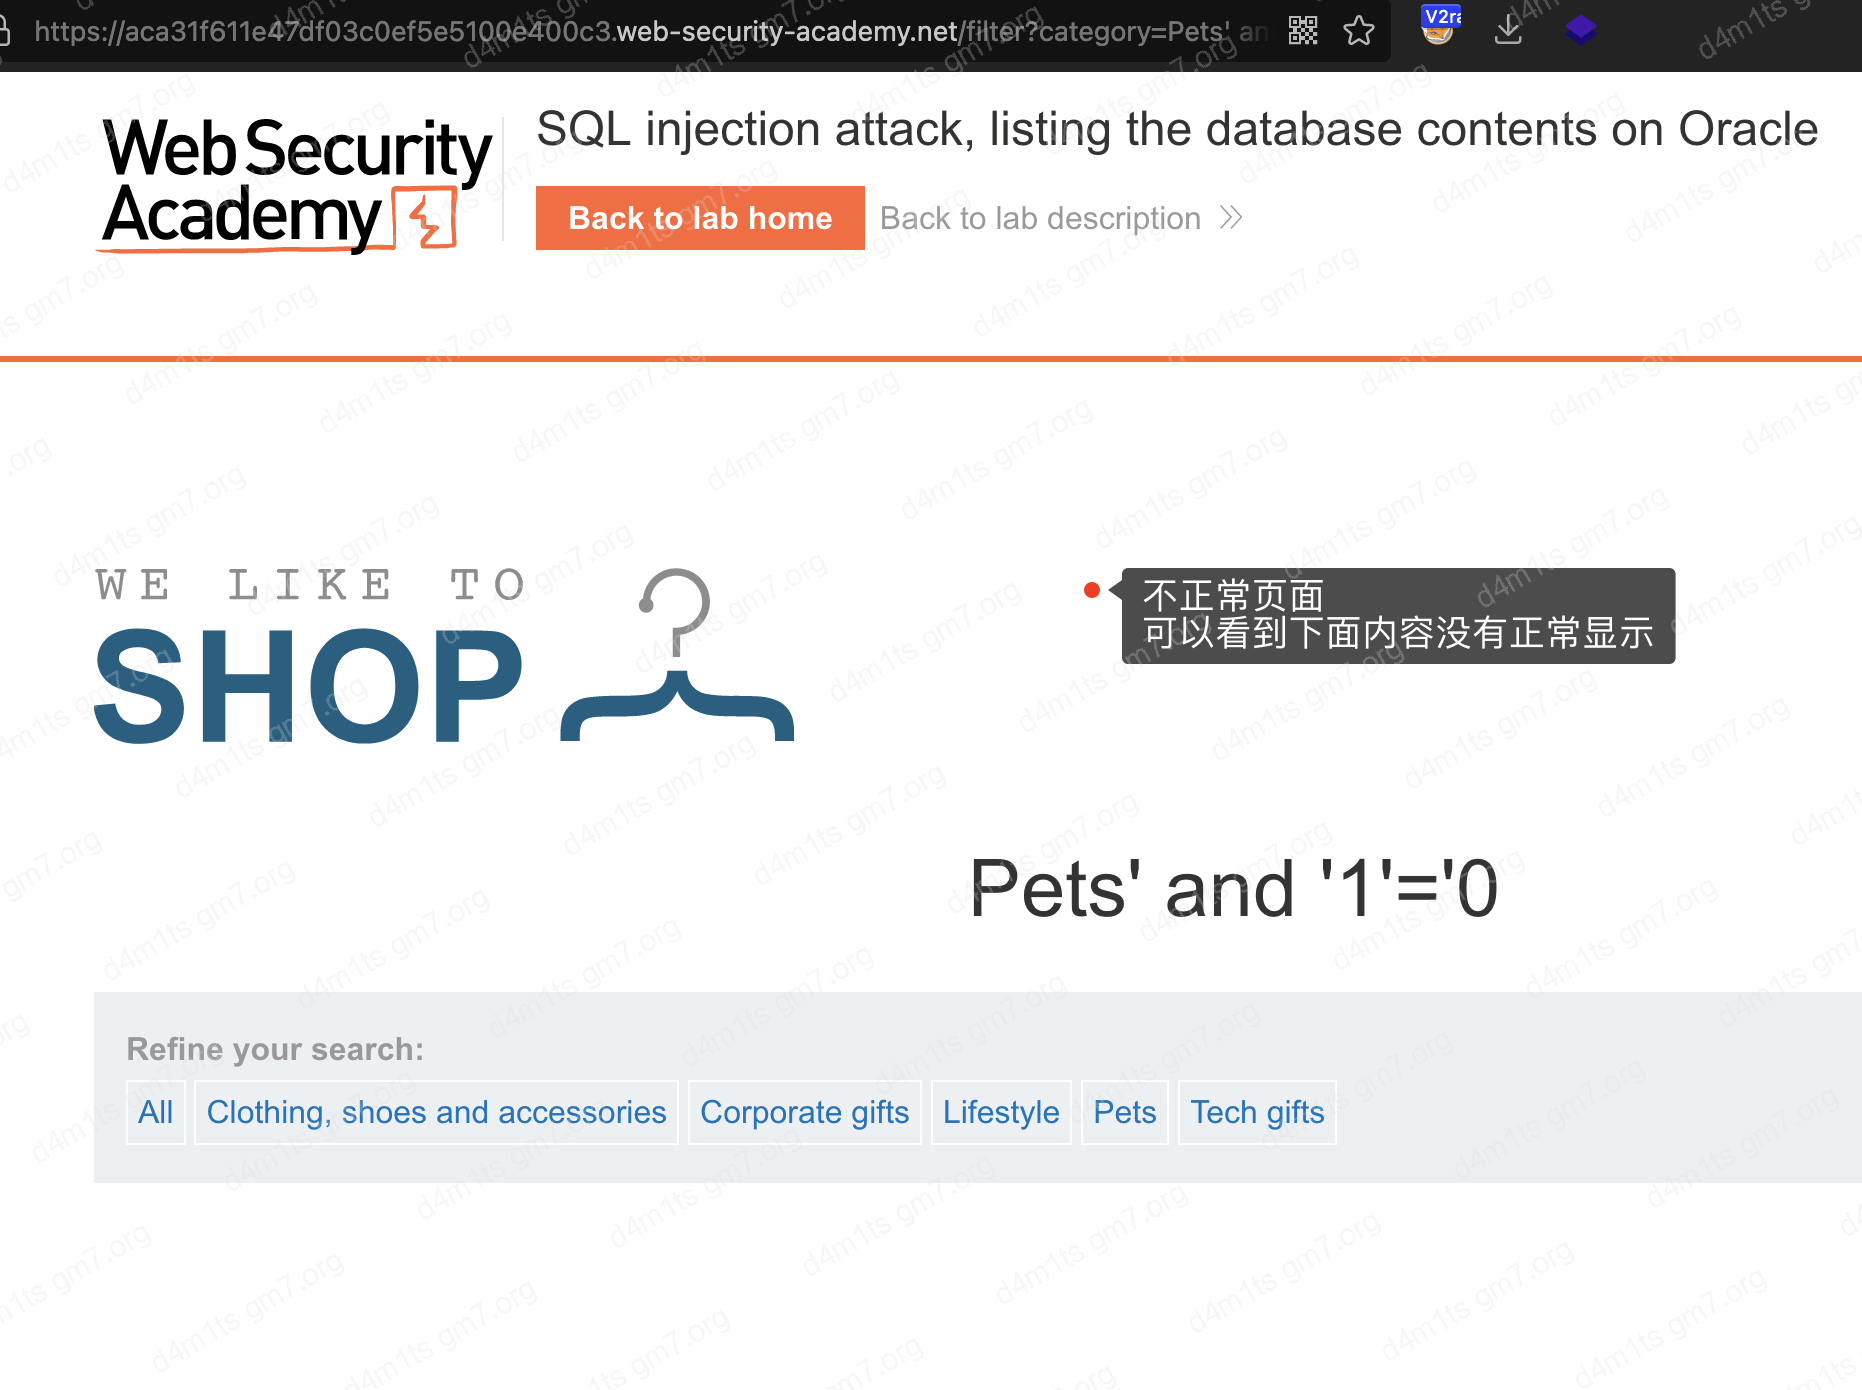 https://aca31f611e47df03c0ef5e5100e400c3.web-security-academy.net/filter?category=Pets' an
V2ra
Web Security
Academy
SQL injection attack, listing the database contents on Oracle
Back to lab home
Back to lab description
WE LIKE TO
SHOP
不正常页面
可以看到下面内容没有正常显示
Pets' and '1'='0
Refine your search:
All
Clothing, shoes and accessories
Corporate gifts
Lifestyle
Pets
Tech gifts
d4m1ts gm7.org